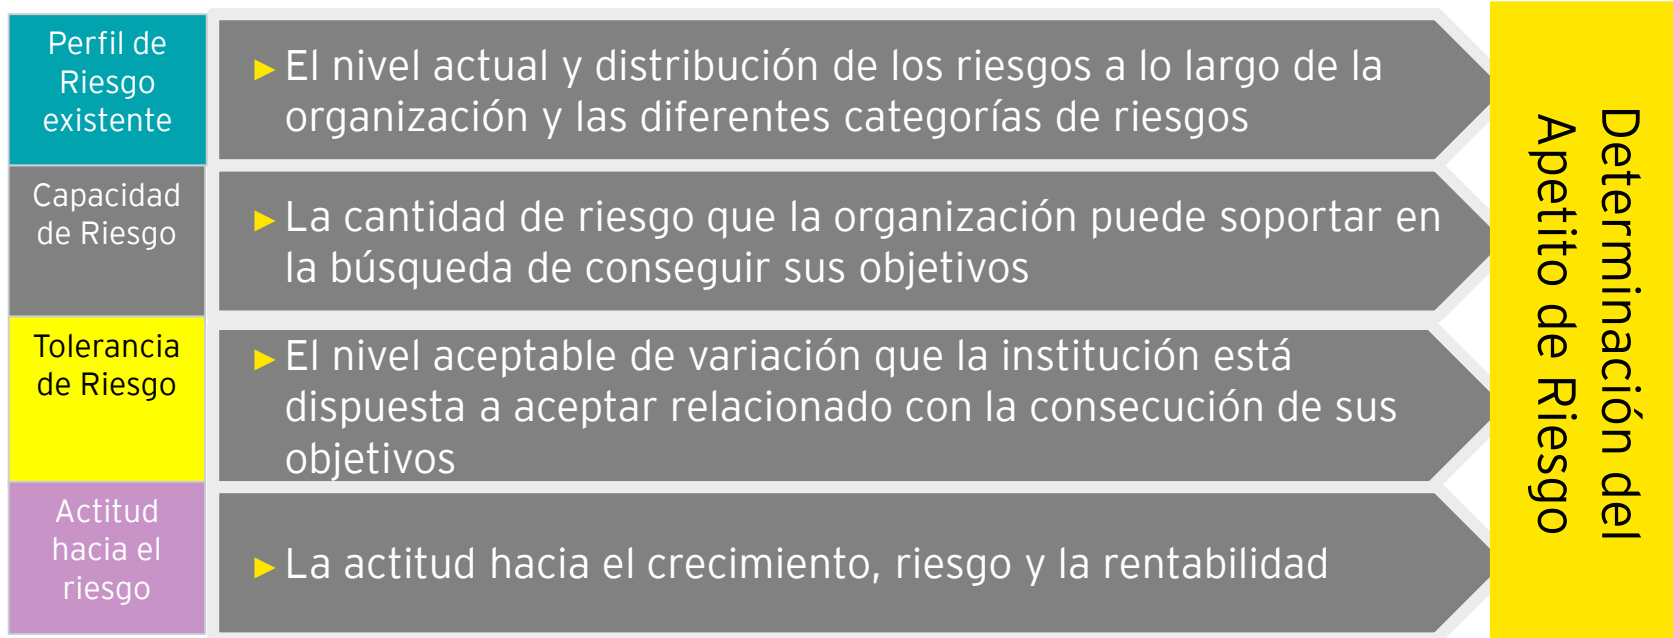 Perfil de
Riesgo
existente
► El nivel actual y distribución de los riesgos a lo largo de la
organización y las diferentes categorías de riesgos
Capacidad
de Riesgo
► La cantidad de riesgo que la organización puede soportar en
la búsqueda de conseguir sus objetivos
Tolerancia
de Riesgo
► El nivel aceptable de variación que la institución está
dispuesta a aceptar relacionado con la consecución de sus
objetivos
Actitud
hacia el
riesgo
► La actitud hacia el crecimiento, riesgo y la rentabilidad
Determinación del
Apetito de Riesgo